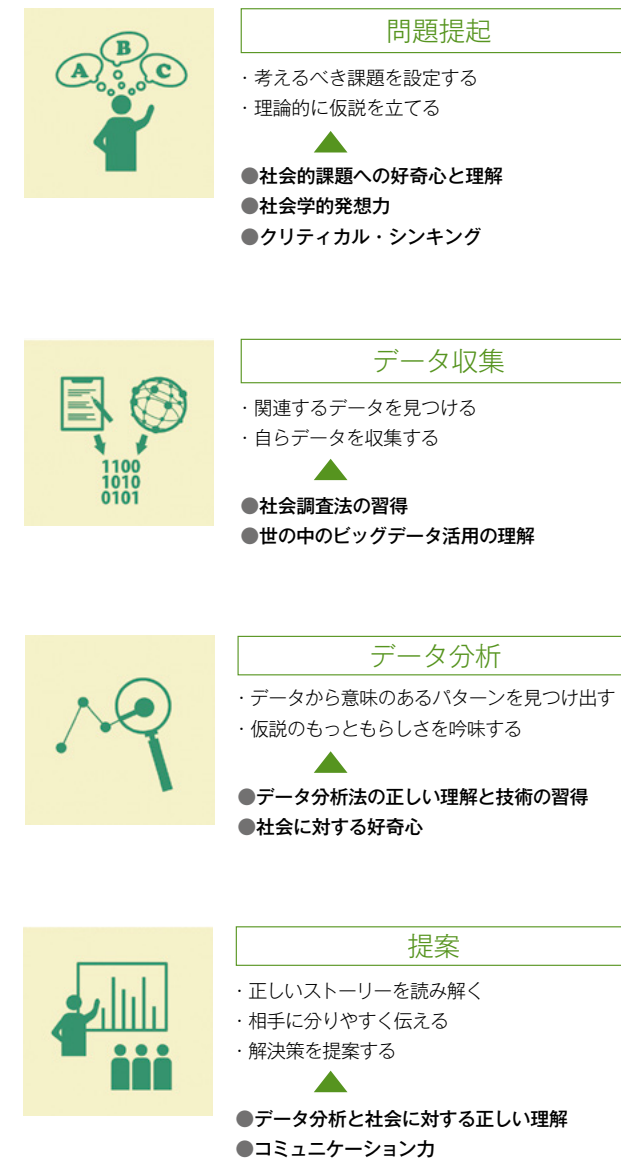 A
B
C
問題提起
・考えるべき課題を設定する
・理論的に仮説を立てる
●社会的課題への好奇心と理解
●社会学的発想力
●クリティカル・シンキング
1100
1010
0101
データ収集
・関連するデータを見つける
・自らデータを収集する
●社会調査法の習得
●世の中のビッグデータ活用の理解
データ分析
・データから意味のあるパターンを見つけ出す
・仮説のもっともらしさを吟味する
●データ分析法の正しい理解と技術の習得
●社会に対する好奇心
提案
・正しいストーリーを読み解く
・相手に分りやすく伝える
・解決策を提案する
●データ分析と社会に対する正しい理解
●コミュニケーション力